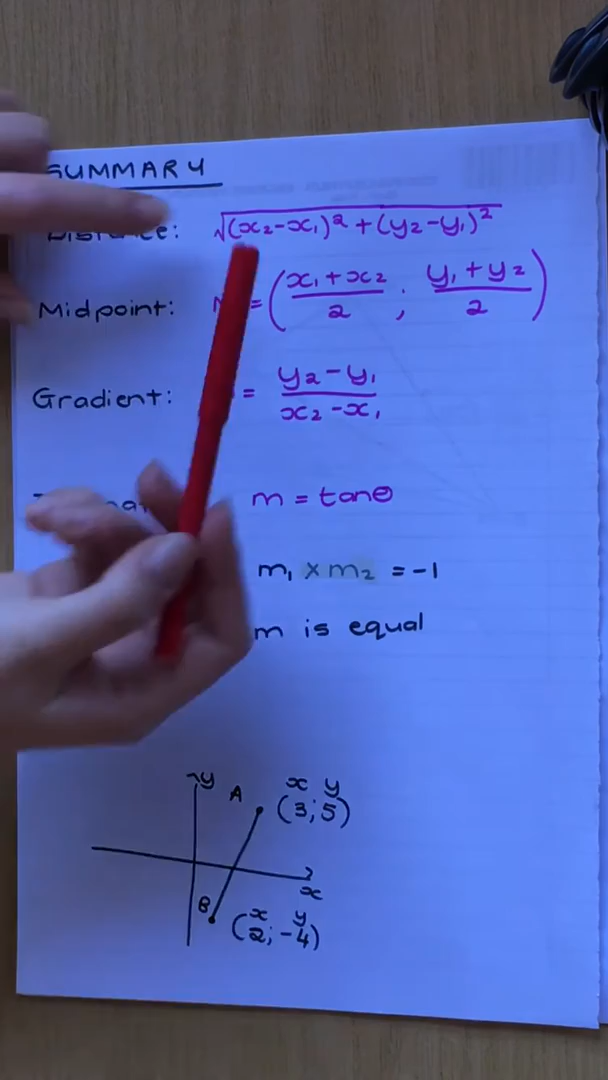 SUMMARY
Distance: √(x₂-x₁)² + (y₂-y₁)²
Midpoint: = (x₁+x₂/2 ; y₁+y₂/2)
Gradient: = y₂-y₁/x₂-x₁
m = tanθ
m₁ × m₂ = -1
m is equal
y
A x y
(3;5)
x
B x y
(2;-4)